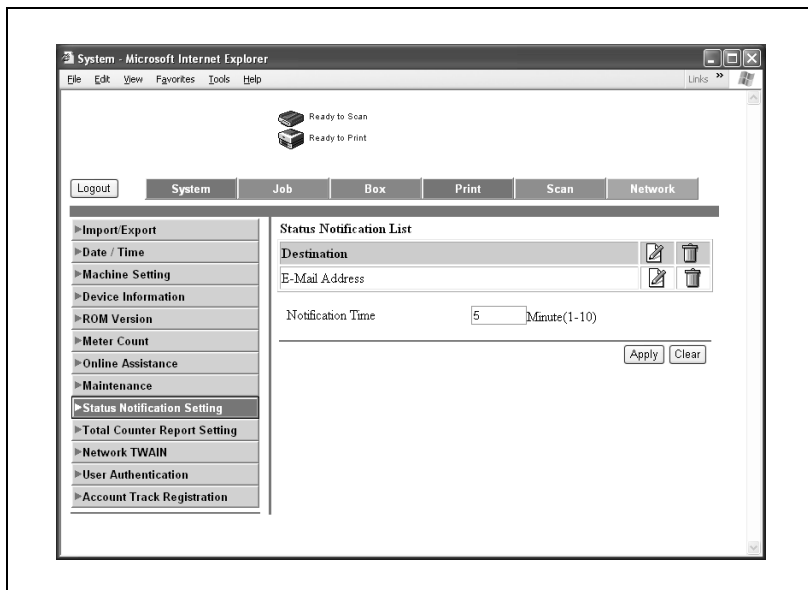 System - Microsoft Internet Explorer
File Edit View Favorites Tools Help Links »
Ready to Scan
Ready to Print
Logout System Job Box Print Scan Network
Import/Export
Date / Time
Machine Setting
Device Information
ROM Version
Meter Count
Online Assistance
Maintenance
Status Notification Setting
Total Counter Report Setting
Network TWAIN
User Authentication
Account Track Registration
Status Notification List
Destination
E-Mail Address
Notification Time 5 Minute(1-10)
Apply Clear